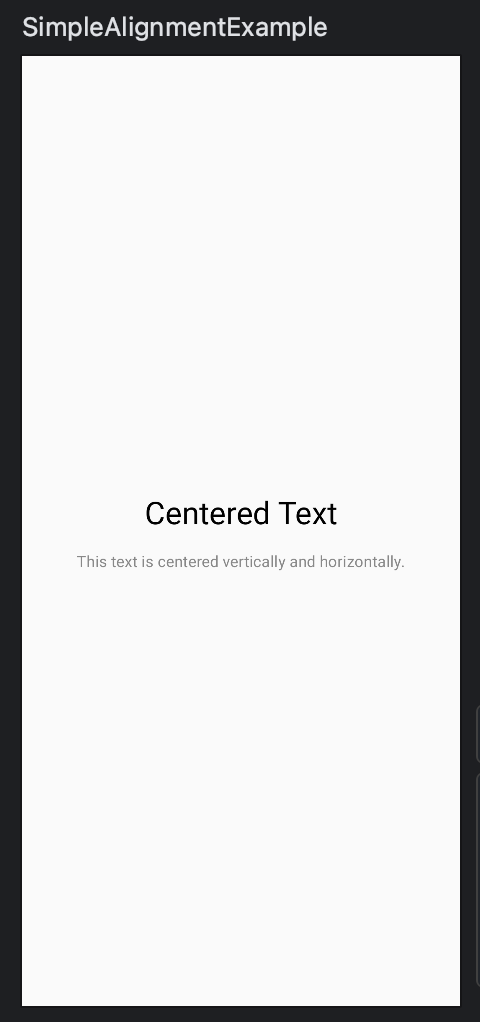 SimpleAlignmentExample
Centered Text
This text is centered vertically and horizontally.